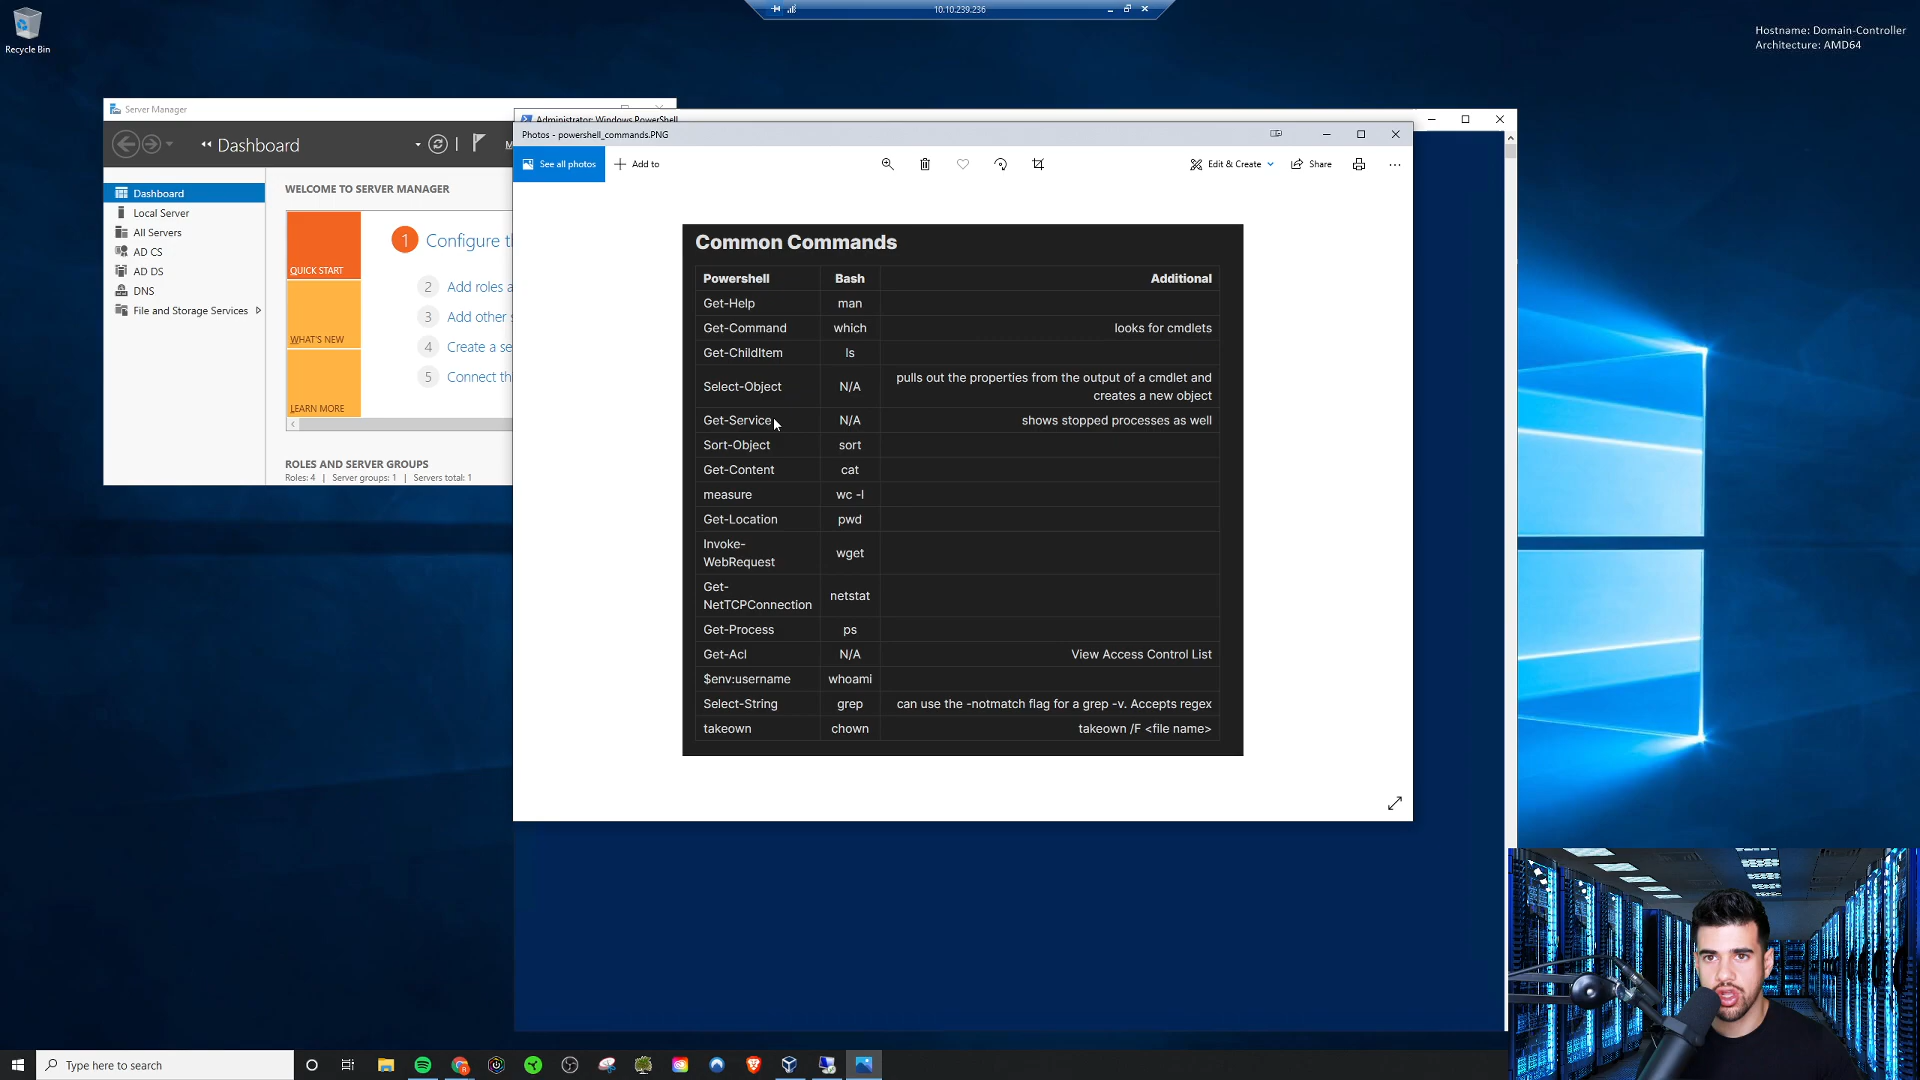 10.10.239.236
Recycle Bin
Hostname: Domain-Controller
Architecture: AMD64
Server Manager
Dashboard
Dashboard
Local Server
All Servers
AD CS
AD DS
DNS
File and Storage Services
WELCOME TO SERVER MANAGER
QUICK START
WHAT'S NEW
LEARN MORE
1 Configure th
2 Add roles a
3 Add other s
4 Create a se
5 Connect th
ROLES AND SERVER GROUPS
Roles: 4 | Server groups: 1 | Servers total: 1
Administrator: Windows PowerShell
Photos - powershell_commands.PNG
See all photos
Add to
Edit & Create
Share
Common Commands
Powershell Bash Additional
Get-Help man
Get-Command which looks for cmdlets
Get-ChildItem ls
Select-Object N/A pulls out the properties from the output of a cmdlet and
creates a new object
Get-Service N/A shows stopped processes as well
Sort-Object sort
Get-Content cat
measure wc -l
Get-Location pwd
Invoke-
WebRequest wget
Get-
NetTCPConnection netstat
Get-Process ps
Get-Acl N/A View Access Control List
$env:username whoami
Select-String grep can use the -notmatch flag for a grep -v. Accepts regex
takeown chown takeown /F <file name>
Type here to search